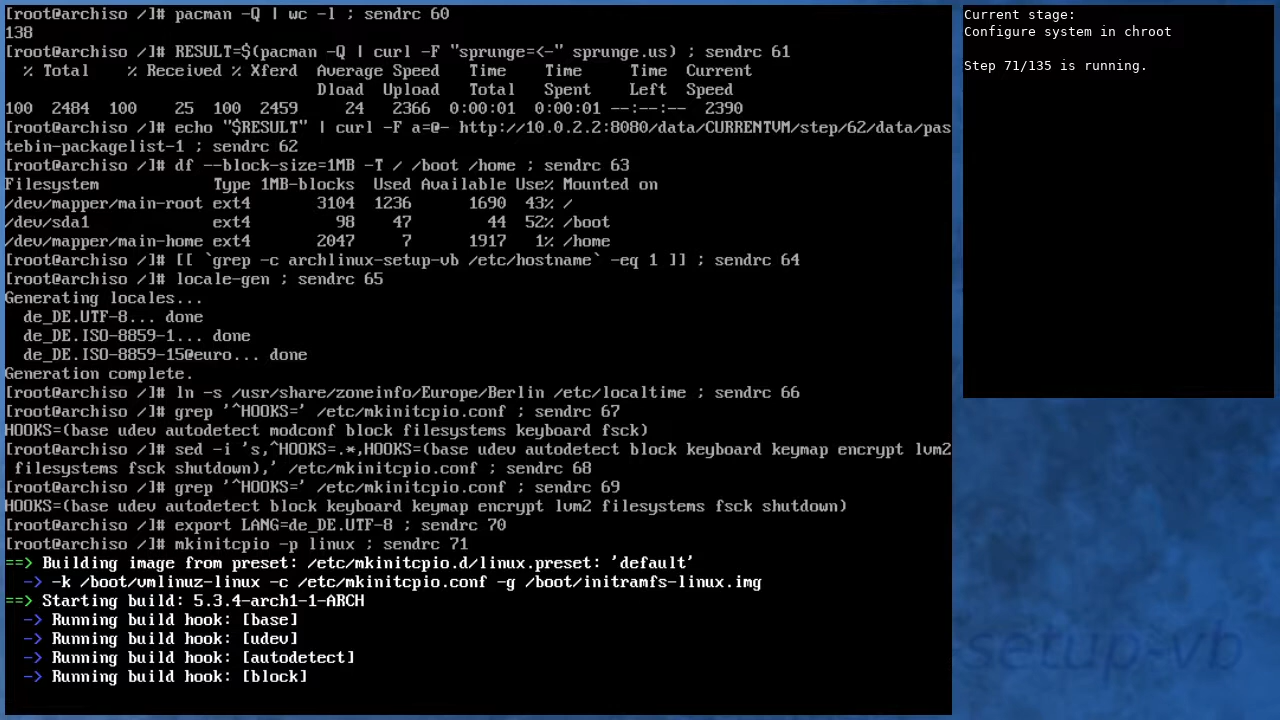 [root@archiso /]# pacman -Q | wc -l ; sendrc 60
138
[root@archiso /]# RESULT=$(pacman -Q | curl -F "sprunge=<-" sprunge.us) ; sendrc 61
  % Total    % Received % Xferd  Average Speed   Time    Time     Time  Current
                                 Dload  Upload   Total   Spent    Left  Speed
100  2484  100    25  100  2459     24   2366  0:00:01  0:00:01 --:--:--  2390
[root@archiso /]# echo "$RESULT" | curl -F a=@- http://10.0.2.2:8080/data/CURRENTVM/step/62/data/pas
tebin-packagelist-1 ; sendrc 62
[root@archiso /]# df --block-size=1MB -T / /boot /home ; sendrc 63
Filesystem            Type 1MB-blocks  Used Available Use% Mounted on
/dev/mapper/main-root ext4       3104  1236      1690  43% /
/dev/sda1             ext4         98    47        44  52% /boot
/dev/mapper/main-home ext4       2047     7      1917   1% /home
[root@archiso /]# [[ `grep -c archlinux-setup-vb /etc/hostname` -eq 1 ]] ; sendrc 64
[root@archiso /]# locale-gen ; sendrc 65
Generating locales...
  de_DE.UTF-8... done
  de_DE.ISO-8859-1... done
  de_DE.ISO-8859-15@euro... done
Generation complete.
[root@archiso /]# ln -s /usr/share/zoneinfo/Europe/Berlin /etc/localtime ; sendrc 66
[root@archiso /]# grep '^HOOKS=' /etc/mkinitcpio.conf ; sendrc 67
HOOKS=(base udev autodetect modconf block filesystems keyboard fsck)
[root@archiso /]# sed -i 's,^HOOKS=.*,HOOKS=(base udev autodetect block keyboard keymap encrypt lvm2
 filesystems fsck shutdown),' /etc/mkinitcpio.conf ; sendrc 68
[root@archiso /]# grep '^HOOKS=' /etc/mkinitcpio.conf ; sendrc 69
HOOKS=(base udev autodetect block keyboard keymap encrypt lvm2 filesystems fsck shutdown)
[root@archiso /]# export LANG=de_DE.UTF-8 ; sendrc 70
[root@archiso /]# mkinitcpio -p linux ; sendrc 71
==> Building image from preset: /etc/mkinitcpio.d/linux.preset: 'default'
  -> -k /boot/vmlinuz-linux -c /etc/mkinitcpio.conf -g /boot/initramfs-linux.img
==> Starting build: 5.3.4-arch1-1-ARCH
  -> Running build hook: [base]
  -> Running build hook: [udev]
  -> Running build hook: [autodetect]
  -> Running build hook: [block]
Current stage:
Configure system in chroot
Step 71/135 is running.
setup-vb